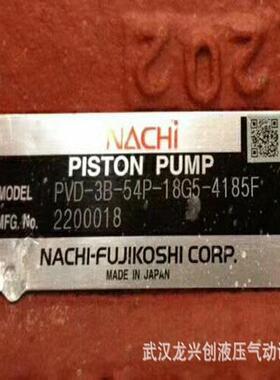 202
NACHI
PISTON PUMP
MODEL PVD-3B-54P-18G5-4185F
MFG. No. 2200018
NACHI-FUJIKOSHI CORP.
MADE IN JAPAN
武汉龙兴创液压气动